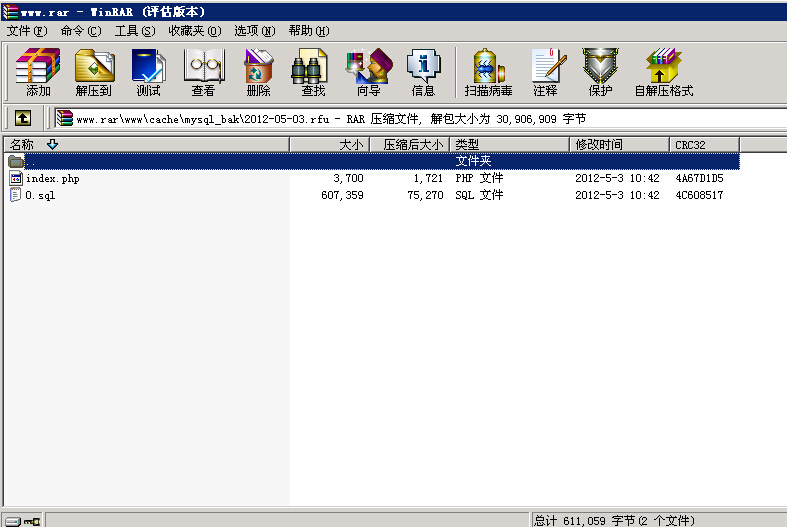 www.rar - WinRAR (评估版本)
文件(F) 命令(C) 工具(S) 收藏夹(O) 选项(N) 帮助(H)
添加 解压到 测试 查看 删除 查找 向导 信息 扫描病毒 注释 保护 自解压格式
www.rar\www\cache\mysql_bak\2012-05-03.rfu - RAR 压缩文件, 解包大小为 30,906,909 字节
名称 大小 压缩后大小 类型 修改时间 CRC32
.. 文件夹
index.php 3,700 1,721 PHP 文件 2012-5-3 10:42 4A67D1D5
0.sql 607,359 75,270 SQL 文件 2012-5-3 10:42 4C608517
总计 611,059 字节(2 个文件)